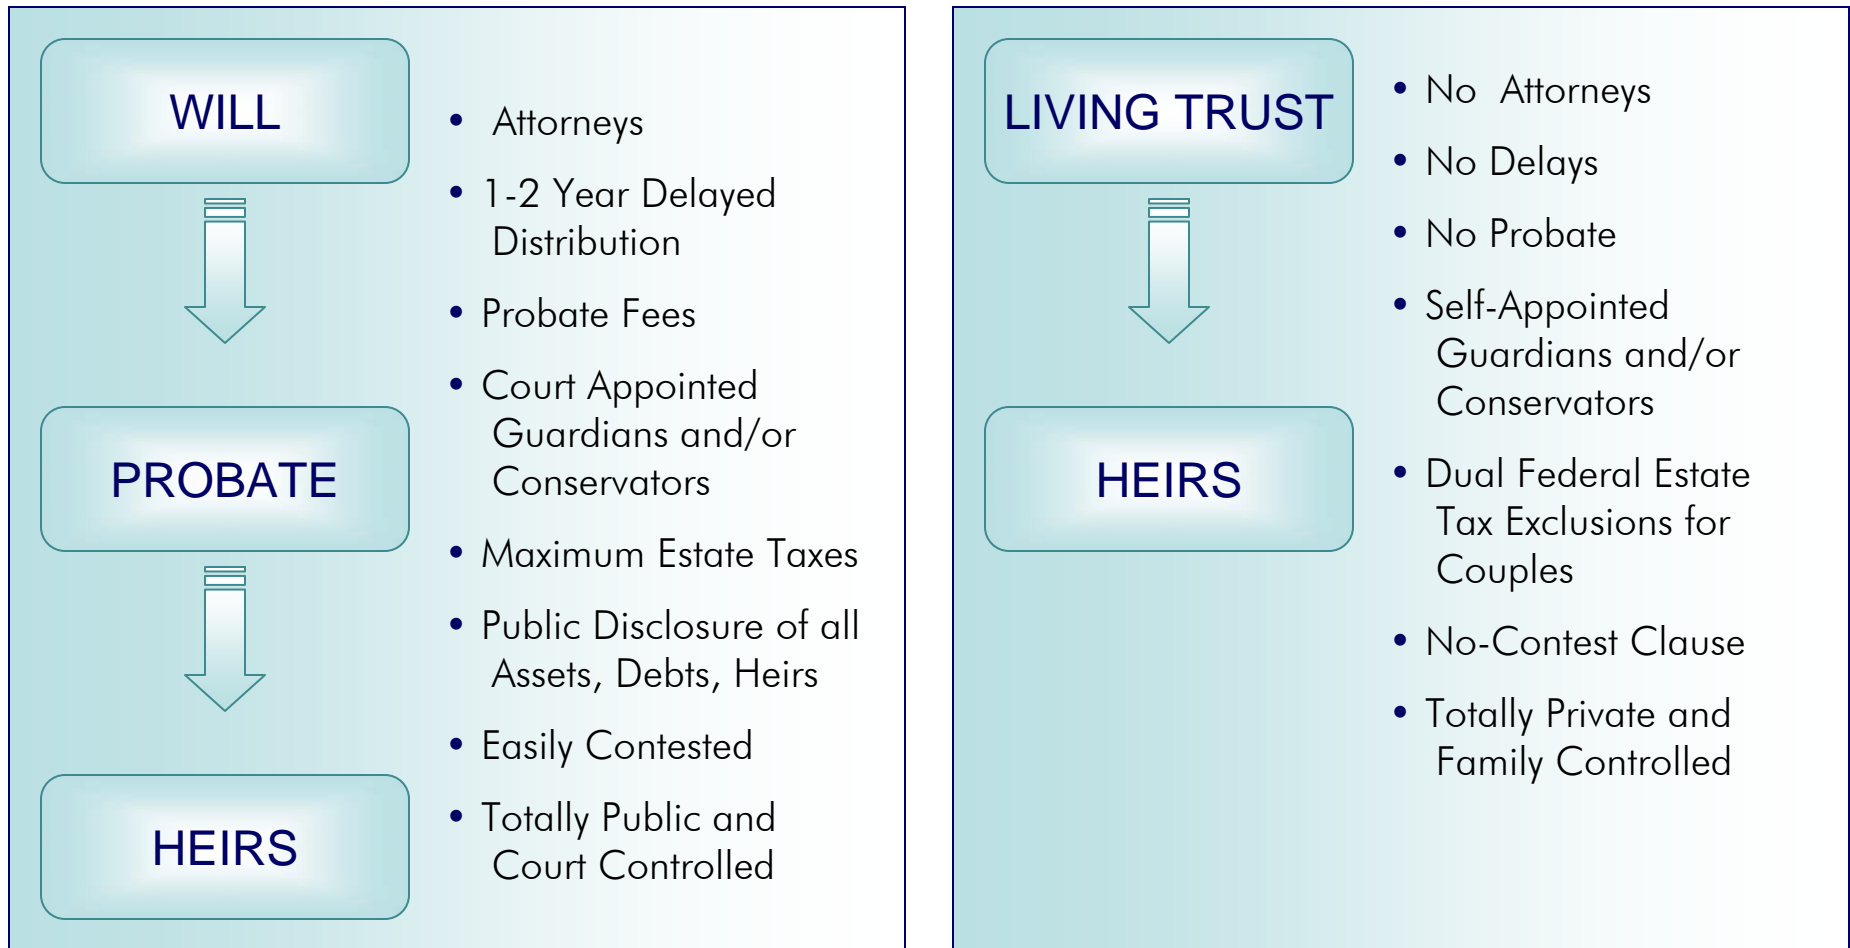 WILL
PROBATE
HEIRS
• Attorneys
• 1-2 Year Delayed
Distribution
• Probate Fees
• Court Appointed
Guardians and/or
Conservators
• Maximum Estate Taxes
• Public Disclosure of all
Assets, Debts, Heirs
• Easily Contested
• Totally Public and
Court Controlled
LIVING TRUST
HEIRS
• No Attorneys
• No Delays
• No Probate
• Self-Appointed
Guardians and/or
Conservators
• Dual Federal Estate
Tax Exclusions for
Couples
• No-Contest Clause
• Totally Private and
Family Controlled